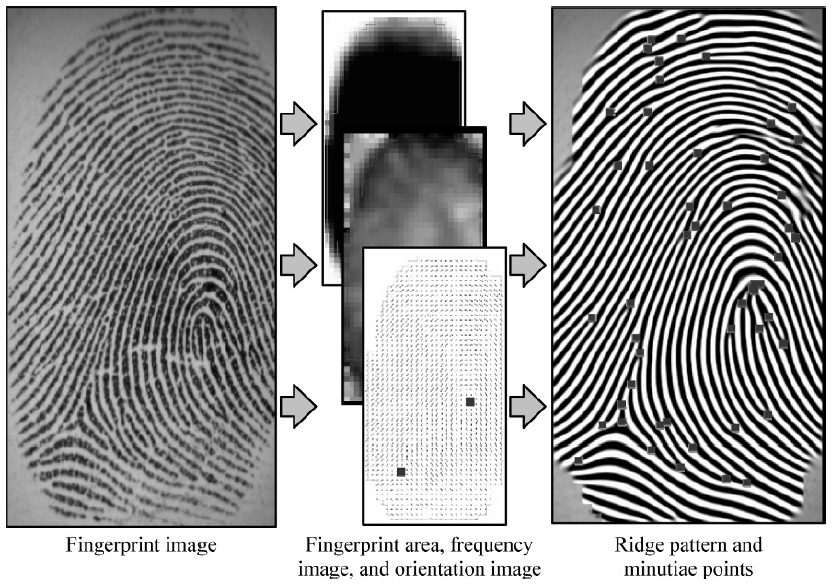 Fingerprint image
Fingerprint area, frequency
image, and orientation image
Ridge pattern and
minutiae points